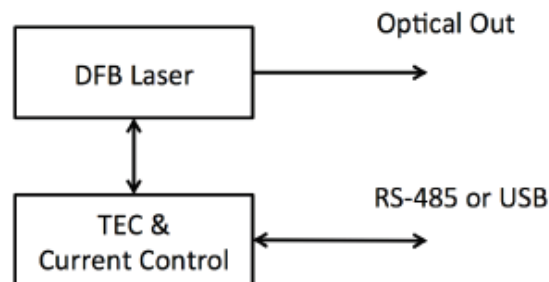 Optical Out
DFB Laser
RS-485 or USB
TEC &
Current Control